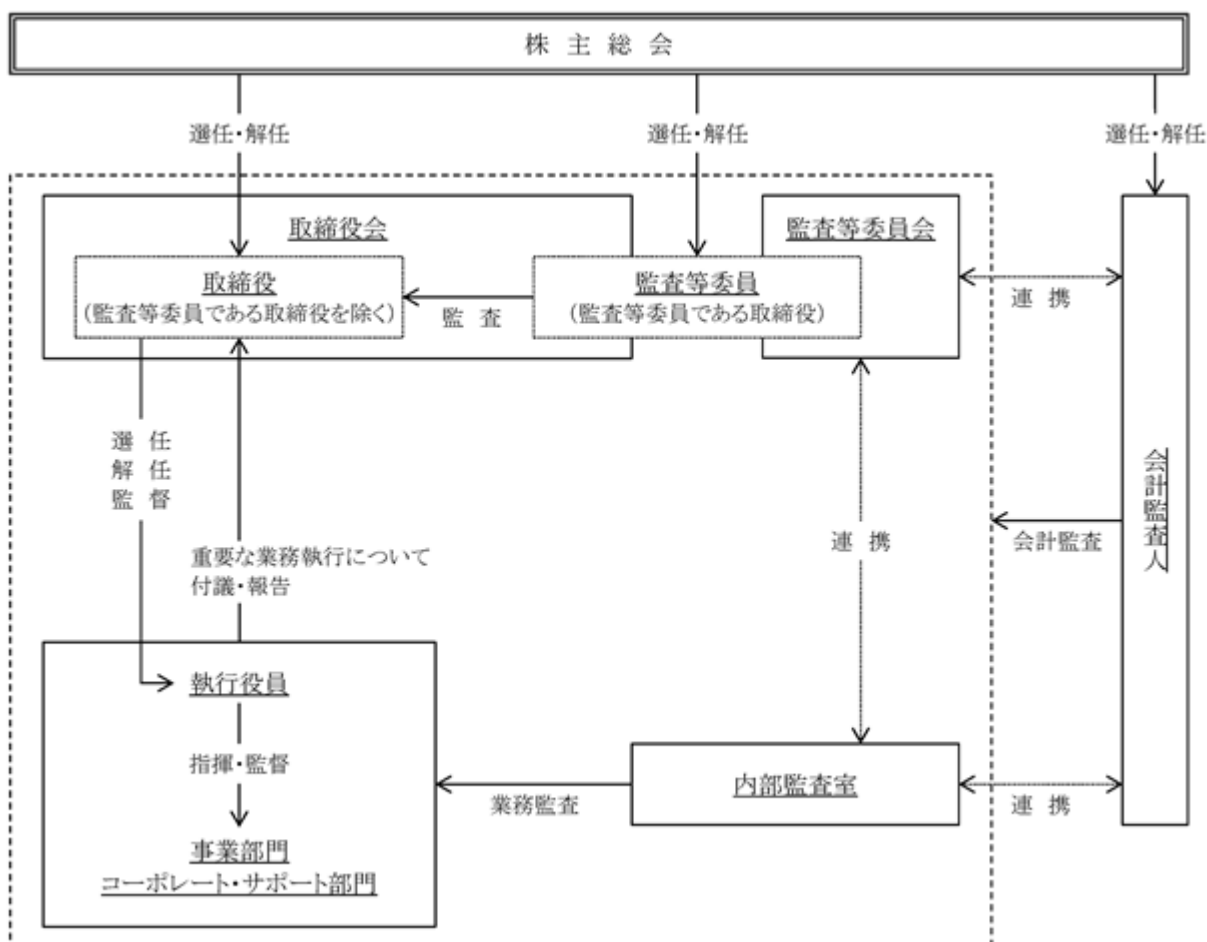 株主総会
選任・解任
選任・解任
選任・解任
取締役会
監査等委員会
取締役
(監査等委員である取締役を除く)
監査
監査等委員
(監査等委員である取締役)
連携
選任
解任
監督
会計監査人
連携
会計監査
重要な業務執行について
付議・報告
執行役員
指揮・監督
業務監査
内部監査室
連携
事業部門
コーポレート・サポート部門